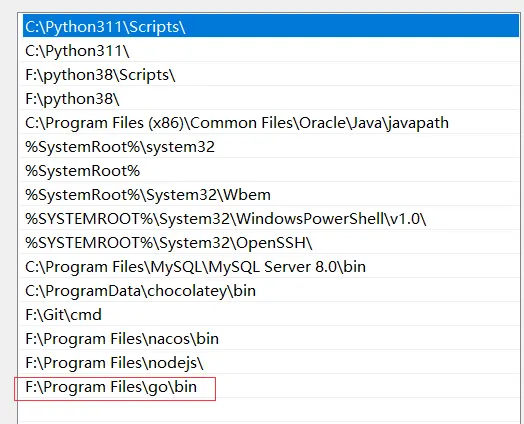 C:\Python311\Scripts\
C:\Python311\
F:\python38\Scripts\
F:\python38\
C:\Program Files (x86)\Common Files\Oracle\Java\javapath
%SystemRoot%\system32
%SystemRoot%
%SystemRoot%\System32\Wbem
%SYSTEMROOT%\System32\WindowsPowerShell\v1.0\
%SYSTEMROOT%\System32\OpenSSH\
C:\Program Files\MySQL\MySQL Server 8.0\bin
C:\ProgramData\chocolatey\bin
F:\Git\cmd
F:\Program Files\nacos\bin
F:\Program Files\nodejs\
F:\Program Files\go\bin